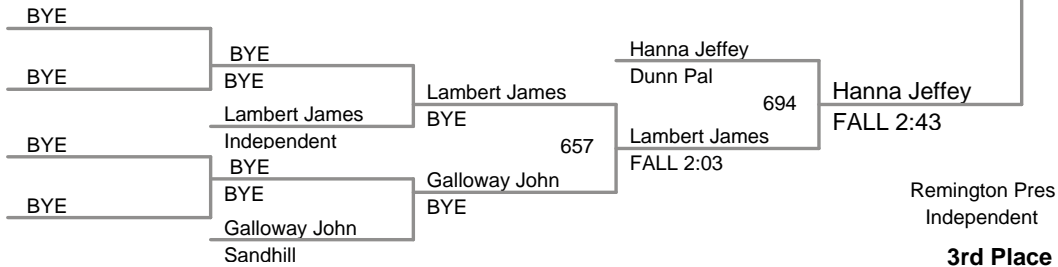 BYE
BYE
BYE
BYE
BYE
BYE
Lambert James
Independent
BYE
BYE
Galloway John
Sandhill
Lambert James
BYE
657
Galloway John
BYE
Hanna Jeffey
Dunn Pal
694
Lambert James
FALL 2:03
Hanna Jeffey
FALL 2:43
Remington Pres
Independent
3rd Place